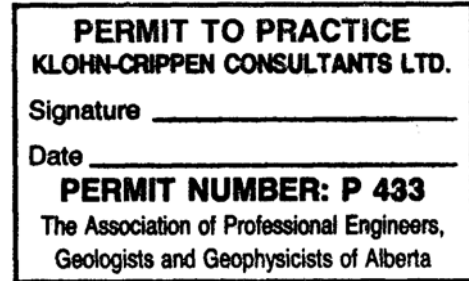 PERMIT TO PRACTICE
KLOHN-CRIPPEN CONSULTANTS LTD.
Signature
Date
PERMIT NUMBER: P 433
The Association of Professional Engineers,
Geologists and Geophysicists of Alberta